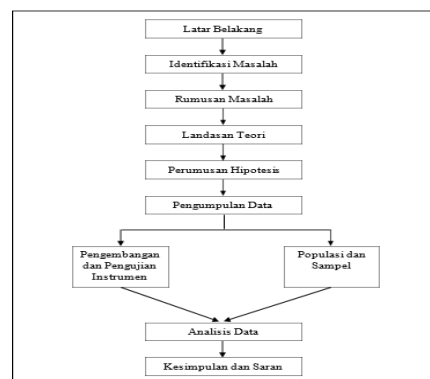 Latar Belakang
Identifikasi Masalah
Rumusan Masalah
Landasan Teori
Perumusan Hipotesis
Pengumpulan Data
Pengembangan
dan Pengujian
Instrumen
Populasi dan
Sampel
Analisis Data
Kesimpulan dan Saran